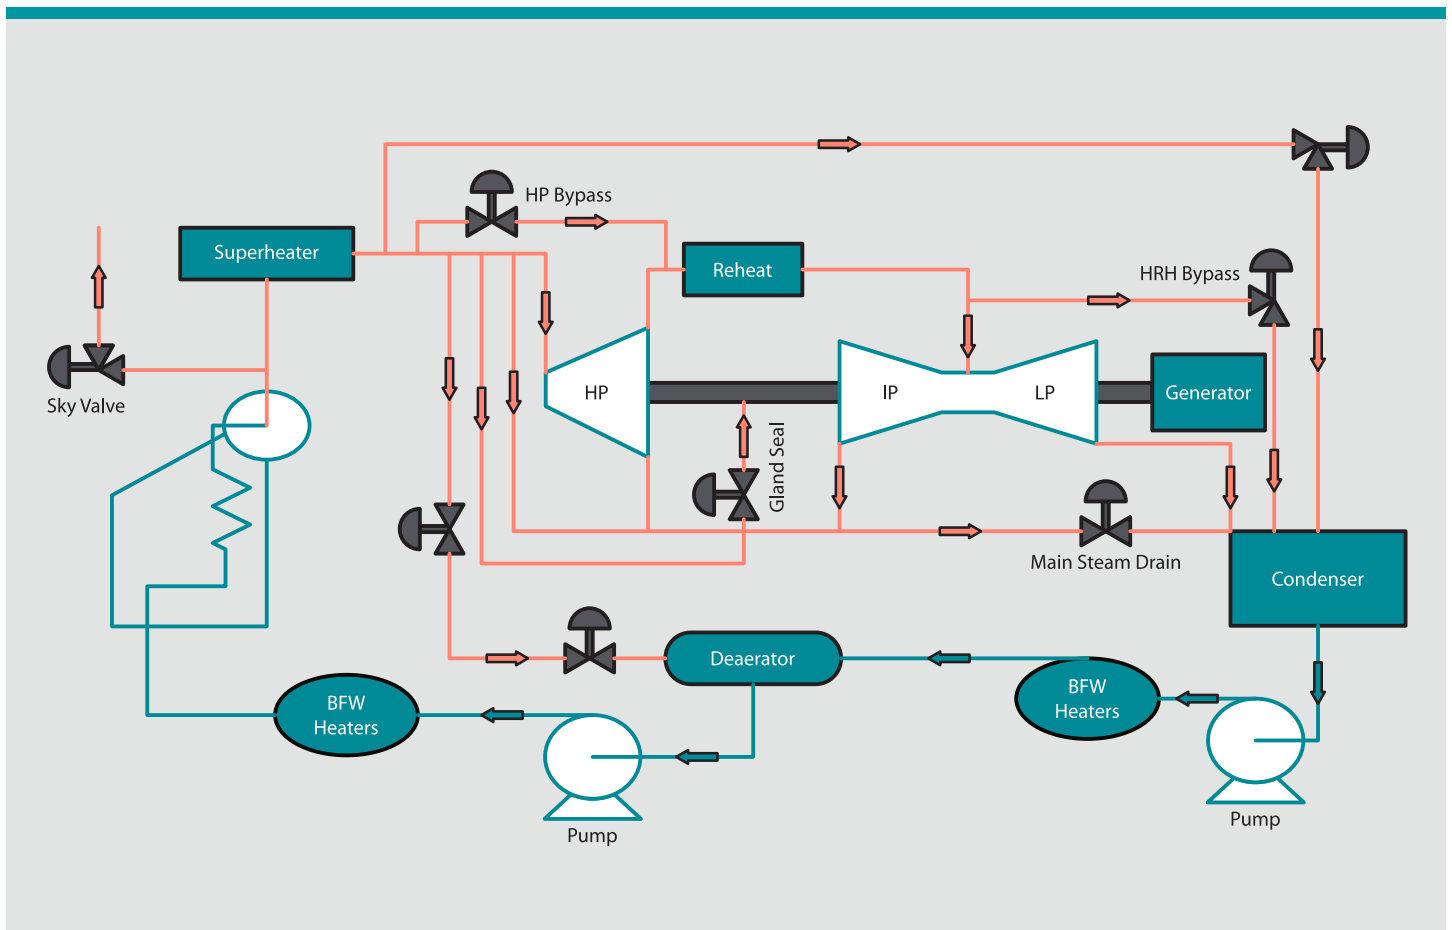 HP Bypass
Superheater
Reheat
HRH Bypass
Sky Valve
HP
IP
LP
Generator
Gland Seal
Main Steam Drain
Condenser
Deaerator
BFW
Heaters
BFW
Heaters
Pump
Pump